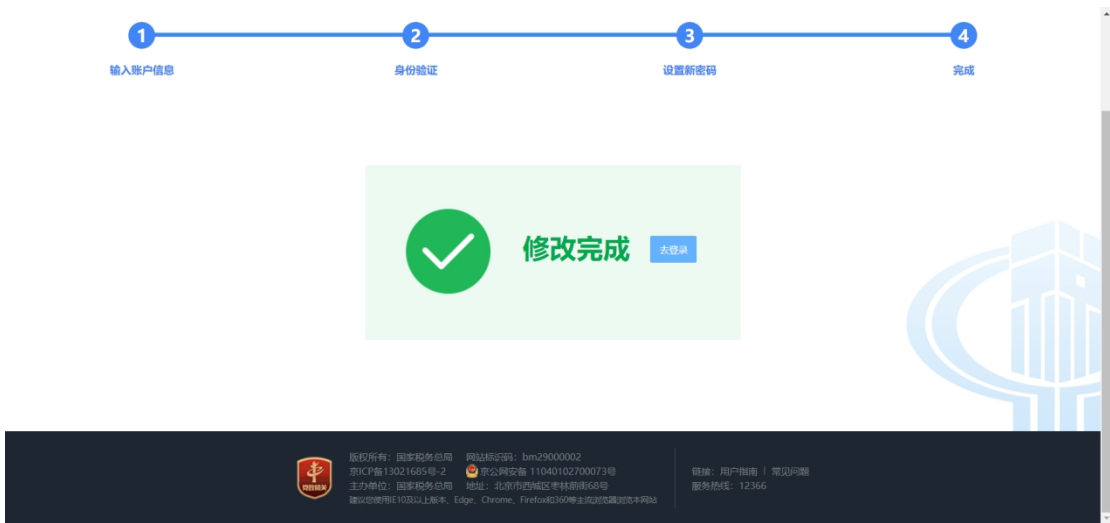 1
2
3
4
输入账户信息
身份验证
设置新密码
完成
修改完成
去登录
版权所有：国家税务总局 网站标识码：bm29000002
京ICP备13021685号-2 京公网安备 11040102700073号
主办单位：国家税务总局 地址：北京市西城区枣林前街68号
建议您使用IE10及以上版本、Edge、Chrome、Firefox和360等主流浏览器浏览本网站
链接：用户指南 | 常见问题
服务热线：12366
党政机关